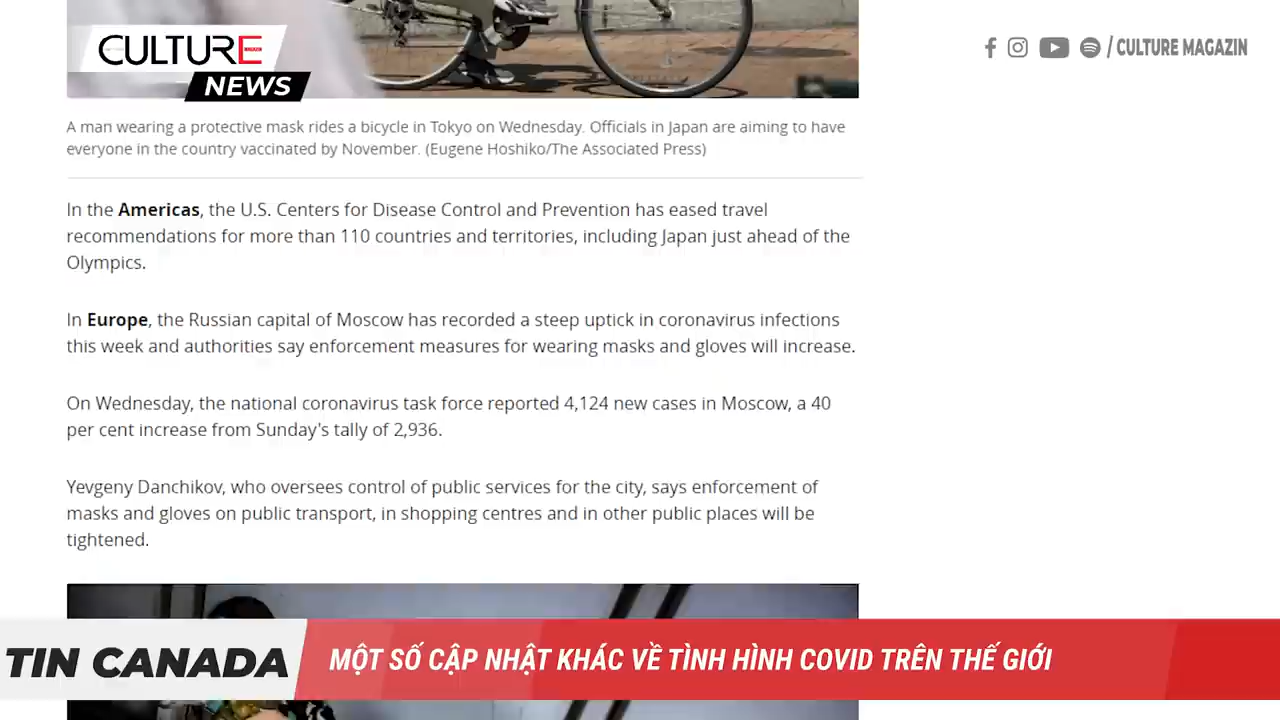 CULTURE
NEWS
/ CULTURE MAGAZIN
A man wearing a protective mask rides a bicycle in Tokyo on Wednesday. Officials in Japan are aiming to have
everyone in the country vaccinated by November. (Eugene Hoshiko/The Associated Press)
In the Americas, the U.S. Centers for Disease Control and Prevention has eased travel
recommendations for more than 110 countries and territories, including Japan just ahead of the
Olympics.
In Europe, the Russian capital of Moscow has recorded a steep uptick in coronavirus infections
this week and authorities say enforcement measures for wearing masks and gloves will increase.
On Wednesday, the national coronavirus task force reported 4,124 new cases in Moscow, a 40
per cent increase from Sunday's tally of 2,936.
Yevgeny Danchikov, who oversees control of public services for the city, says enforcement of
masks and gloves on public transport, in shopping centres and in other public places will be
tightened.
TIN CANADA
MỘT SỐ CẬP NHẬT KHÁC VỀ TÌNH HÌNH COVID TRÊN THẾ GIỚI